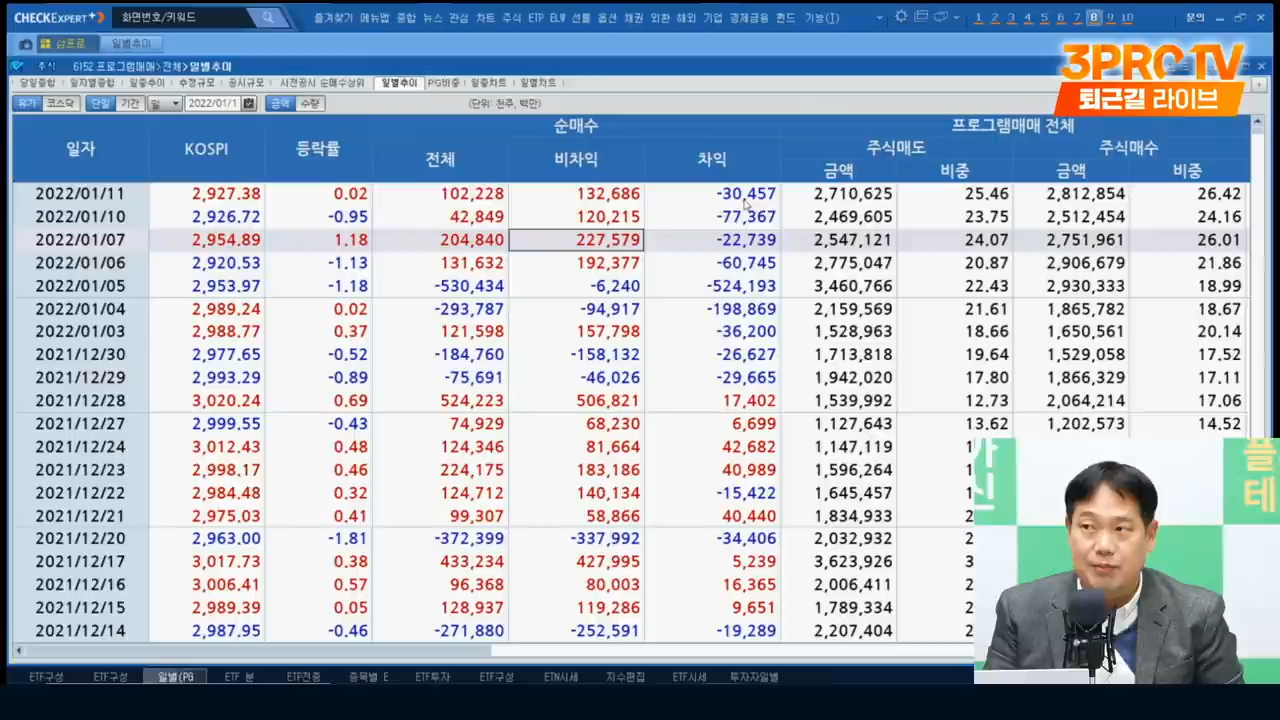 CHECK EXPERT+ 화면번호/키워드 즐겨찾기 메뉴맵 종합 뉴스 관심 차트 주식 ETP ELW 선물 옵션 채권 외환 해외 기업 경제금융 펀드 기능(I) 1 2 3 4 5 6 7 8 9 10 문의
삼프로 일별추이
주식 6152 프로그램매매>전체>일별추이
당일종합 일자별종합 일중추이 추정규모 공시규모 사전공시 순매수상위 일별추이 PG비중 일중차트 일별차트
유가 코스닥 단일 기간 일 2022/01/1 금액 수량 (단위: 천주, 백만)
3PRO TV
퇴근길 라이브
일자 KOSPI 등락률 순매수 프로그램매매 전체
전체 비차익 차익 주식매도 주식매수
금액 비중 금액 비중
2022/01/11 2,927.38 0.02 102,228 132,686 -30,457 2,710,625 25.46 2,812,854 26.42
2022/01/10 2,926.72 -0.95 42,849 120,215 -77,367 2,469,605 23.75 2,512,454 24.16
2022/01/07 2,954.89 1.18 204,840 227,579 -22,739 2,547,121 24.07 2,751,961 26.01
2022/01/06 2,920.53 -1.13 131,632 192,377 -60,745 2,775,047 20.87 2,906,679 21.86
2022/01/05 2,953.97 -1.18 -530,434 -6,240 -524,193 3,460,766 22.43 2,930,333 18.99
2022/01/04 2,989.24 0.02 -293,787 -94,917 -198,869 2,159,569 21.61 1,865,782 18.67
2022/01/03 2,988.77 0.37 121,598 157,798 -36,200 1,528,963 18.66 1,650,561 20.14
2021/12/30 2,977.65 -0.52 -184,760 -158,132 -26,627 1,713,818 19.64 1,529,058 17.52
2021/12/29 2,993.29 -0.89 -75,691 -46,026 -29,665 1,942,020 17.80 1,866,329 17.11
2021/12/28 3,020.24 0.69 524,223 506,821 17,402 1,539,992 12.73 2,064,214 17.06
2021/12/27 2,999.55 -0.43 74,929 68,230 6,699 1,127,643 13.62 1,202,573 14.52
2021/12/24 3,012.43 0.48 124,346 81,664 42,682 1,147,119
2021/12/23 2,998.17 0.46 224,175 183,186 40,989 1,596,264
2021/12/22 2,984.48 0.32 124,712 140,134 -15,422 1,645,457
2021/12/21 2,975.03 0.41 99,307 58,866 40,440 1,834,933
2021/12/20 2,963.00 -1.81 -372,399 -337,992 -34,406 2,032,932
2021/12/17 3,017.73 0.38 433,234 427,995 5,239 3,623,926
2021/12/16 3,006.41 0.57 96,368 80,003 16,365 2,006,411
2021/12/15 2,989.39 0.05 128,937 119,286 9,651 1,789,334
2021/12/14 2,987.95 -0.46 -271,880 -252,591 -19,289 2,207,404
플
테
ETF구성 ETF구성 일별(PG ETF 분 ETP전종 종목별 E ETF투자 ETF구성 ETN시세 지수편집 ETF시세 투자자일별